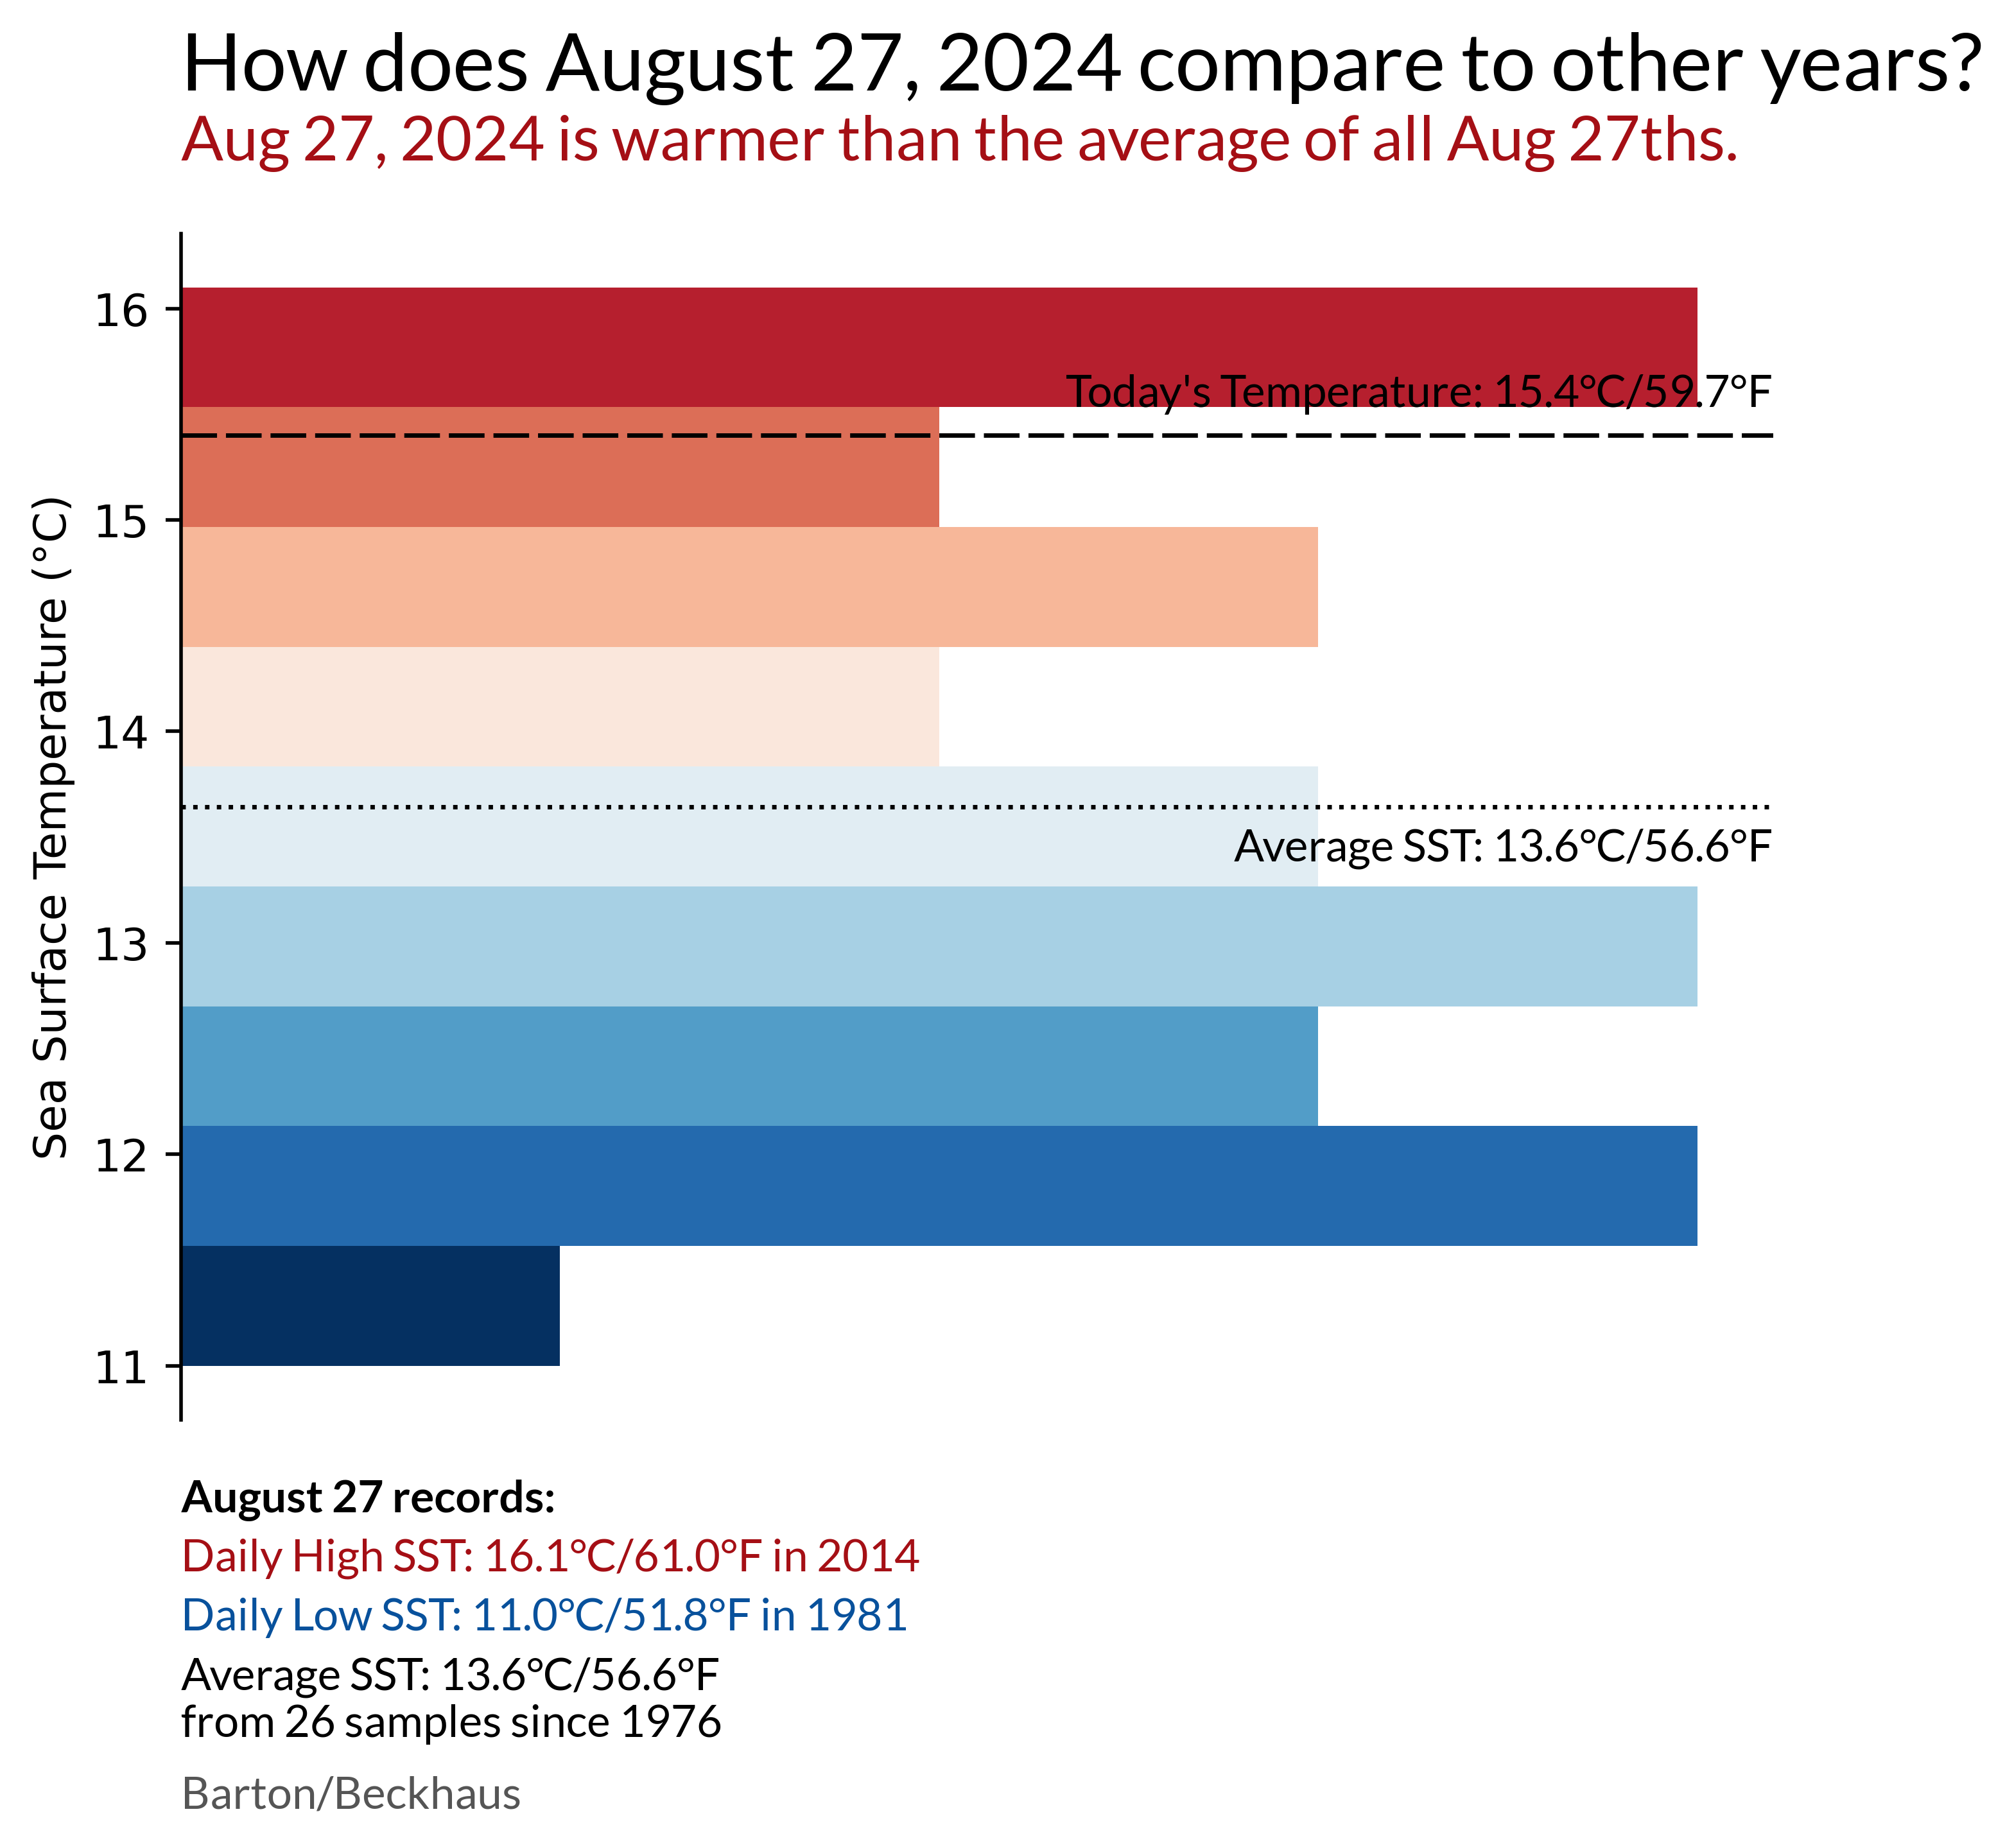 How does August 27, 2024 compare to other years?
Aug 27, 2024 is warmer than the average of all Aug 27ths.
Sea Surface Temperature (°C)
16
15
14
13
12
11
Today's Temperature: 15.4°C/59.7°F
Average SST: 13.6°C/56.6°F
August 27 records:
Daily High SST: 16.1°C/61.0°F in 2014
Daily Low SST: 11.0°C/51.8°F in 1981
Average SST: 13.6°C/56.6°F
from 26 samples since 1976
Barton/Beckhaus